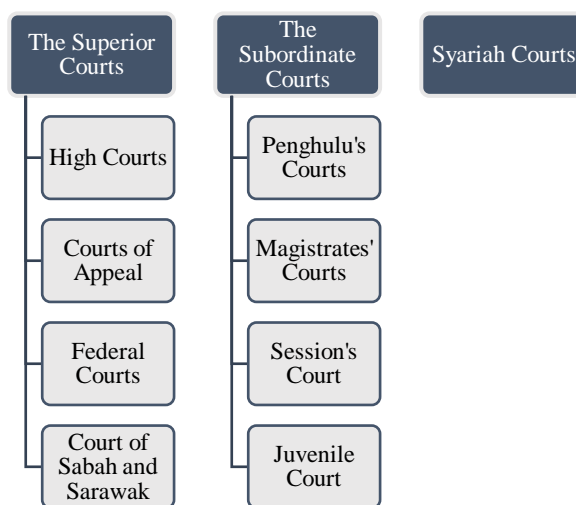 The Superior
Courts
High Courts
Courts of
Appeal
Federal
Courts
Court of
Sabah and
Sarawak
The
Subordinate
Courts
Penghulu's
Courts
Magistrates'
Courts
Session's
Court
Juvenile
Court
Syariah Courts